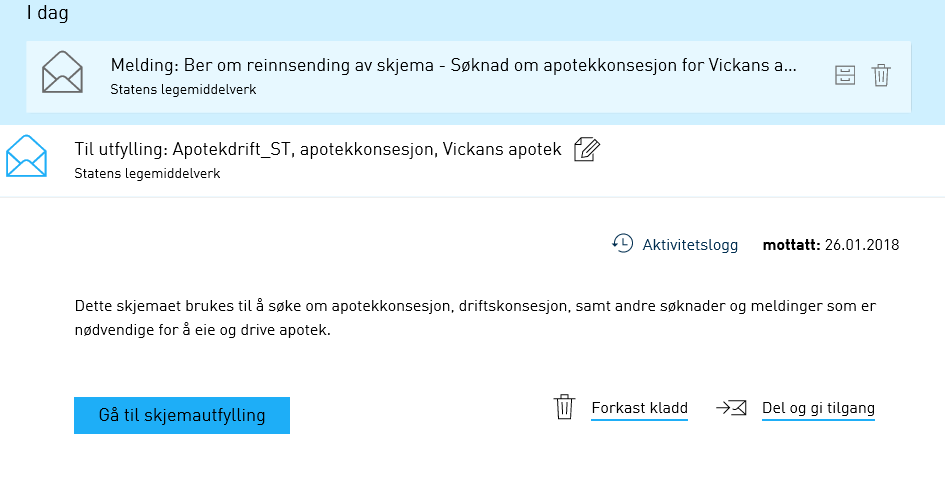 I dag
Melding: Ber om reinnsending av skjema - Søknad om apotekkonsesjon for Vickans a...
Statens legemiddelverk
Til utfylling: Apotekdrift_ST, apotekkonsesjon, Vickans apotek
Statens legemiddelverk
Aktivitetslogg mottatt: 26.01.2018
Dette skjemaet brukes til å søke om apotekkonsesjon, driftskonsesjon, samt andre søknader og meldinger som er
nødvendige for å eie og drive apotek.
Gå til skjemautfylling Forkast kladd Del og gi tilgang